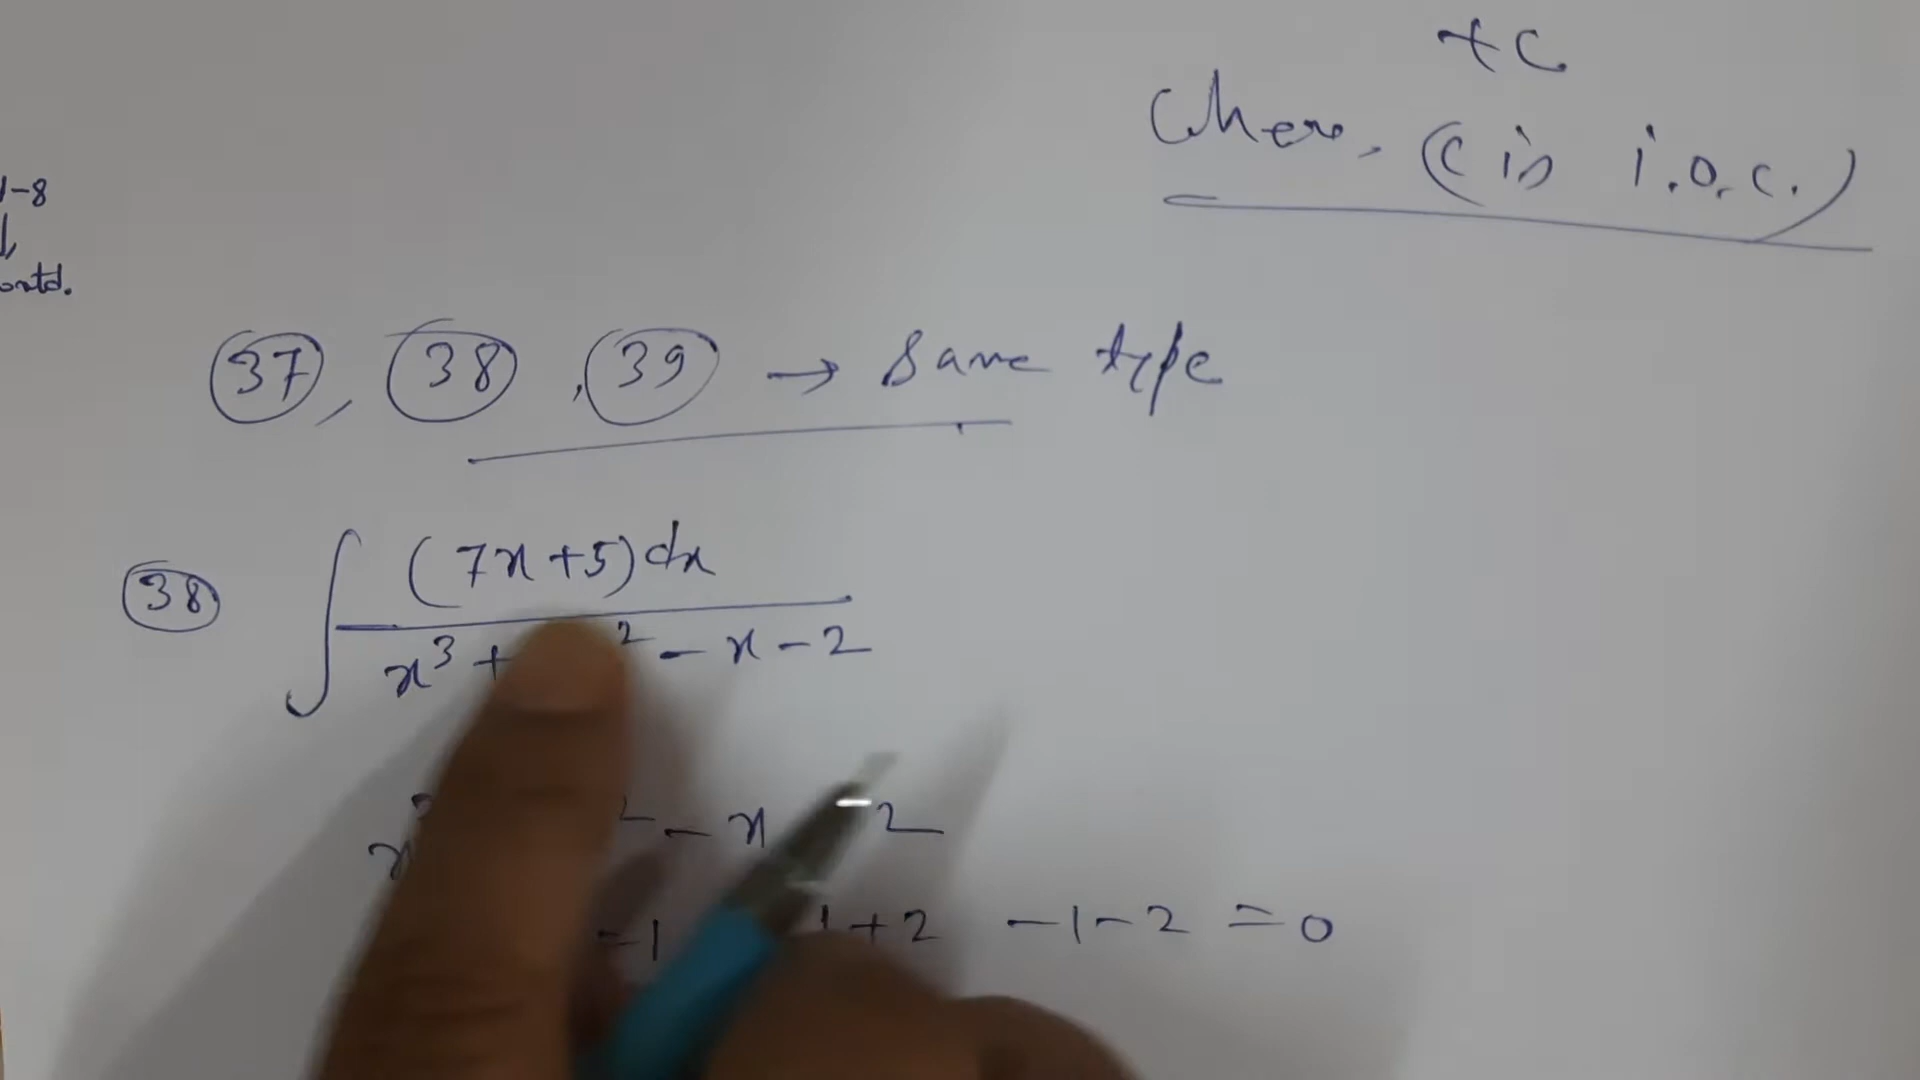 + C
Where, (C is i.o.c.)
1-8
ontd.
37, 38, 39 → Same type
38 ∫ (7x+5)dx
x³ + ² - x - 2
x ² - x - 2
=1 1+2 -1-2 = 0